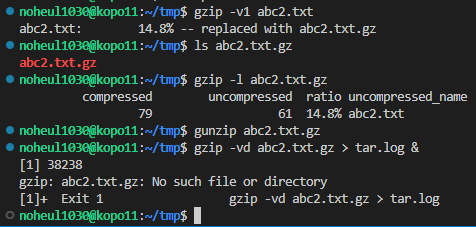 noheul1030@kopo11:~/tmp$ gzip -v1 abc2.txt
abc2.txt:        14.8% -- replaced with abc2.txt.gz
noheul1030@kopo11:~/tmp$ ls abc2.txt.gz
abc2.txt.gz
noheul1030@kopo11:~/tmp$ gzip -l abc2.txt.gz
         compressed        uncompressed  ratio uncompressed_name
                 79                  61  14.8% abc2.txt
noheul1030@kopo11:~/tmp$ gunzip abc2.txt.gz
noheul1030@kopo11:~/tmp$ gzip -vd abc2.txt.gz > tar.log &
[1] 38238
gzip: abc2.txt.gz: No such file or directory
[1]+  Exit 1                  gzip -vd abc2.txt.gz > tar.log
noheul1030@kopo11:~/tmp$